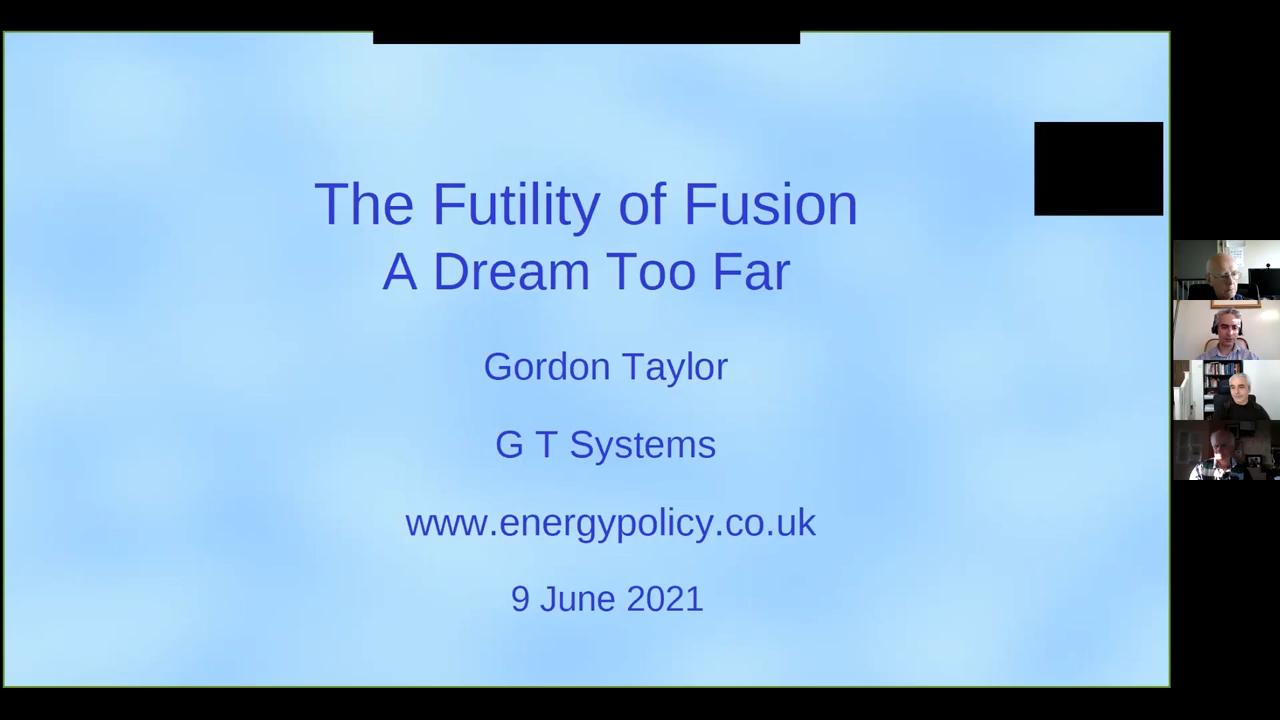 The Futility of Fusion
A Dream Too Far
Gordon Taylor
G T Systems
www.energypolicy.co.uk
9 June 2021